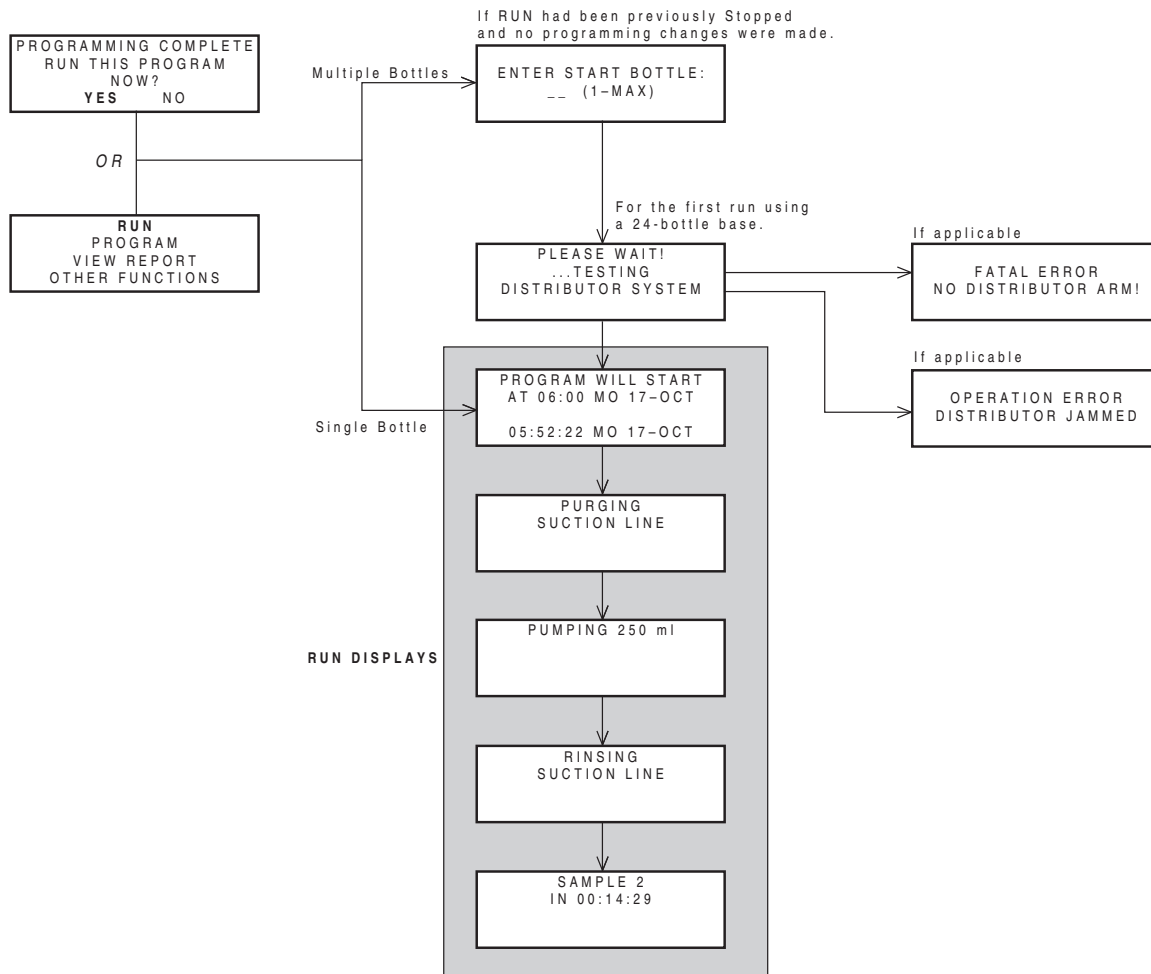 If RUN had been previously Stopped
and no programming changes were made.
PROGRAMMING COMPLETE
RUN THIS PROGRAM
NOW?
YES NO
Multiple Bottles
ENTER START BOTTLE:
__ (1–MAX)
OR
RUN
PROGRAM
VIEW REPORT
OTHER FUNCTIONS
For the first run using
a 24-bottle base.
PLEASE WAIT!
...TESTING
DISTRIBUTOR SYSTEM
If applicable
FATAL ERROR
NO DISTRIBUTOR ARM!
If applicable
OPERATION ERROR
DISTRIBUTOR JAMMED
Single Bottle
PROGRAM WILL START
AT 06:00 MO 17–OCT
05:52:22 MO 17–OCT
PURGING
SUCTION LINE
RUN DISPLAYS
PUMPING 250 ml
RINSING
SUCTION LINE
SAMPLE 2
IN 00:14:29